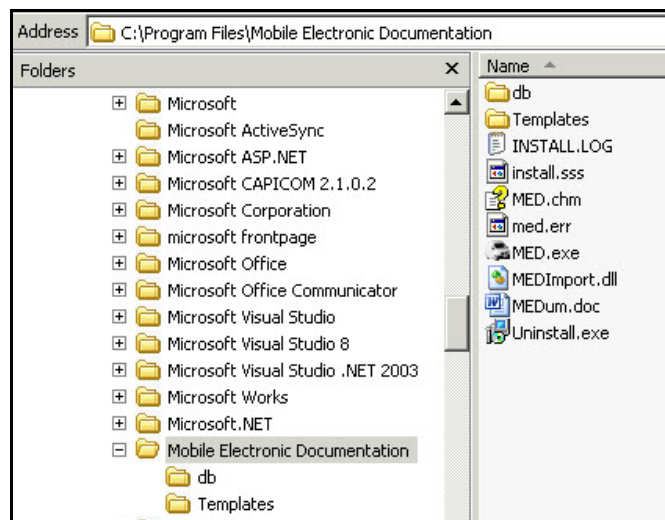 Address C:\Program Files\Mobile Electronic Documentation
Folders
Microsoft
Microsoft ActiveSync
Microsoft ASP.NET
Microsoft CAPICOM 2.1.0.2
Microsoft Corporation
microsoft frontpage
Microsoft Office
Microsoft Office Communicator
Microsoft Visual Studio
Microsoft Visual Studio 8
Microsoft Visual Studio .NET 2003
Microsoft Works
Microsoft.NET
Mobile Electronic Documentation
db
Templates
Name
db
Templates
INSTALL.LOG
install.sss
MED.chm
med.err
MED.exe
MEDImport.dll
MEDum.doc
Uninstall.exe